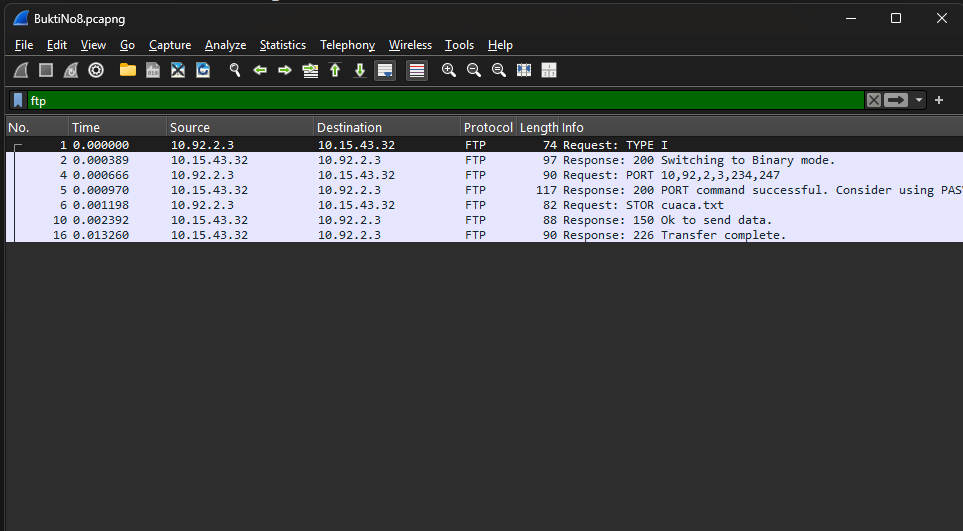 BuktiNo8.pcapng
File Edit View Go Capture Analyze Statistics Telephony Wireless Tools Help
ftp
No. Time Source Destination Protocol Length Info
1 0.000000 10.92.2.3 10.15.43.32 FTP 74 Request: TYPE I
2 0.000389 10.15.43.32 10.92.2.3 FTP 97 Response: 200 Switching to Binary mode.
4 0.000666 10.92.2.3 10.15.43.32 FTP 90 Request: PORT 10,92,2,3,234,247
5 0.000970 10.15.43.32 10.92.2.3 FTP 117 Response: 200 PORT command successful. Consider using PAS
6 0.001198 10.92.2.3 10.15.43.32 FTP 82 Request: STOR cuaca.txt
10 0.002392 10.15.43.32 10.92.2.3 FTP 88 Response: 150 Ok to send data.
16 0.013260 10.15.43.32 10.92.2.3 FTP 90 Response: 226 Transfer complete.